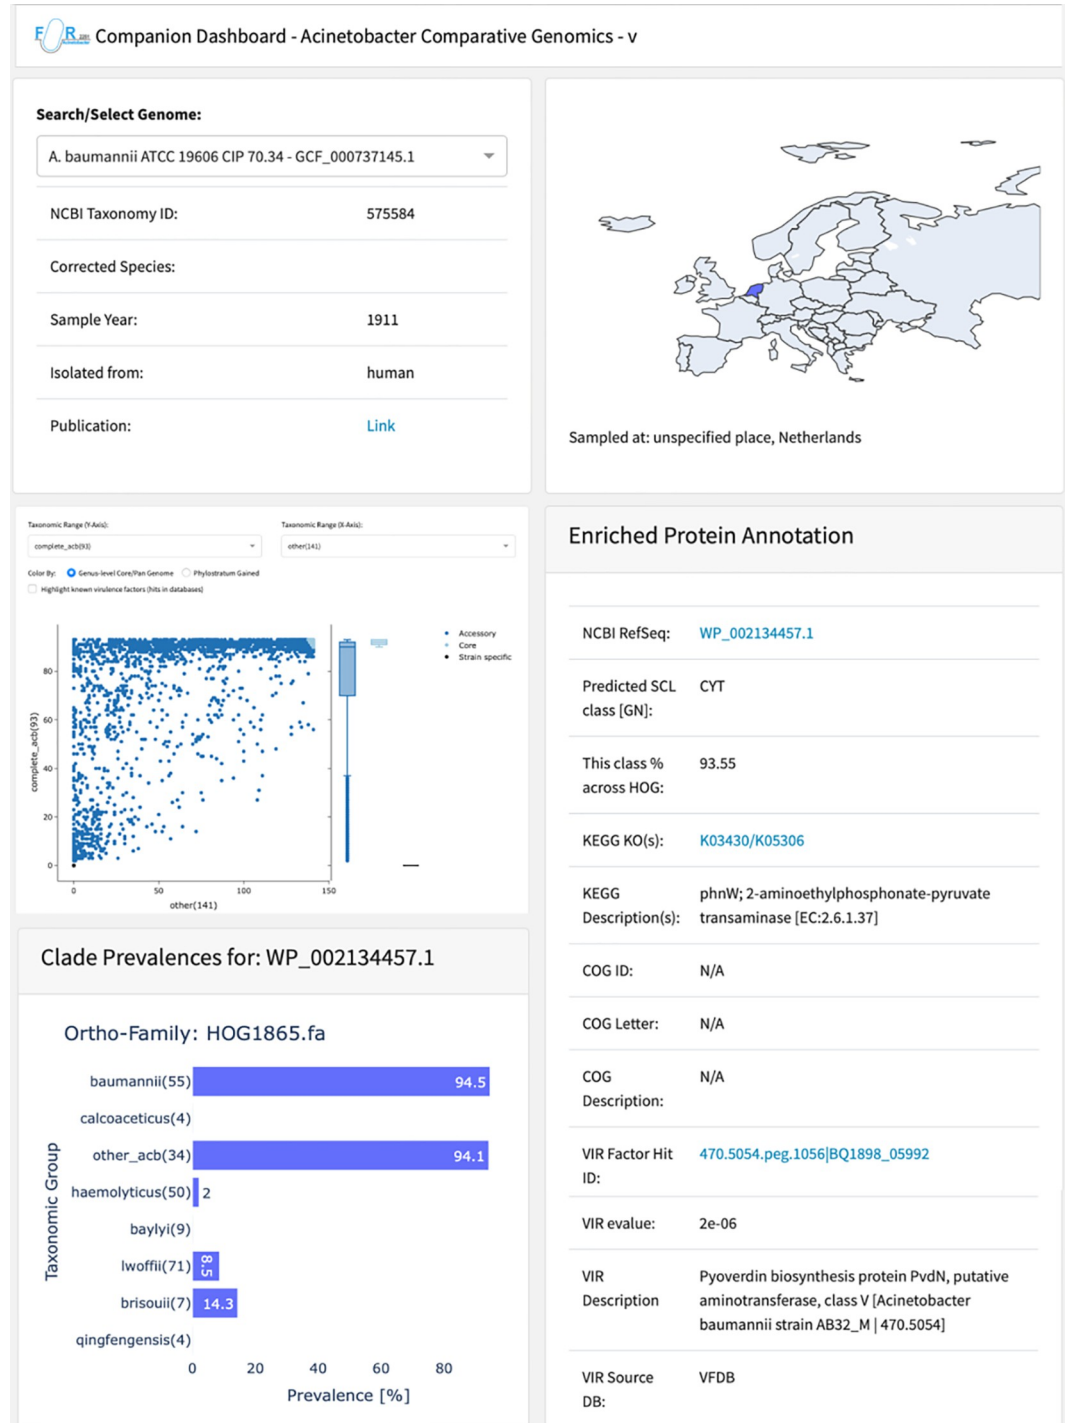 F R Acinetobacter Companion Dashboard - Acinetobacter Comparative Genomics - v
Search/Select Genome:
A. baumannii ATCC 19606 CIP 70.34 - GCF_000737145.1
NCBI Taxonomy ID: 575584
Corrected Species:
Sample Year: 1911
Isolated from: human
Publication: Link
Sampled at: unspecified place, Netherlands
Taxonomic Range (Y-Axis):
complete_acb(93)
Taxonomic Range (X-Axis):
other(141)
Color By: Genus-level Core/Pan Genome Phylostratum Gained
Highlight known virulence factors (hits in databases)
Accessory
Core
Strain specific
complete_acb(93)
80
60
40
20
0
0 50 100 150
other(141)
Clade Prevalences for: WP_002134457.1
Ortho-Family: HOG1865.fa
Taxonomic Group
baumannii(55) 94.5
calcoaceticus(4)
other_acb(34) 94.1
haemolyticus(50) 2
baylyi(9)
lwoffii(71) 8.5
brisouii(7) 14.3
qingfengensis(4)
0 20 40 60 80
Prevalence [%]
Enriched Protein Annotation
NCBI RefSeq: WP_002134457.1
Predicted SCL CYT
class [GN]:
This class % 93.55
across HOG:
KEGG KO(s): K03430/K05306
KEGG phnW; 2-aminoethylphosphonate-pyruvate
Description(s): transaminase [EC:2.6.1.37]
COG ID: N/A
COG Letter: N/A
COG N/A
Description:
VIR Factor Hit 470.5054.peg.1056|BQ1898_05992
ID:
VIR evalue: 2e-06
VIR Pyoverdin biosynthesis protein PvdN, putative
Description aminotransferase, class V [Acinetobacter
baumannii strain AB32_M | 470.5054]
VIR Source VFDB
DB: